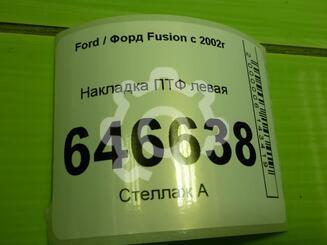 Ford / Форд Fusion с 2002г
Накладка ПТФ левая
646638
Стеллаж А